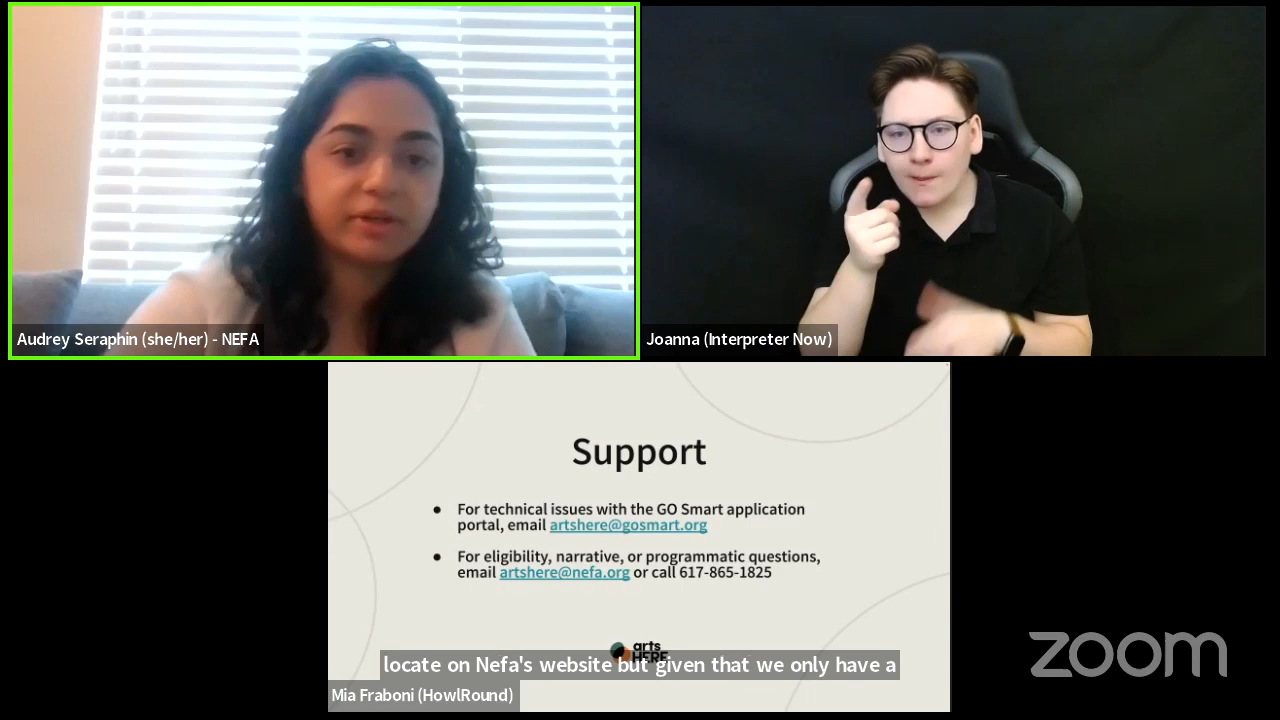 Audrey Seraphin (she/her) - NEFA
Joanna (Interpreter Now)
Support
● For technical issues with the GO Smart application
portal, email artshere@gosmart.org
● For eligibility, narrative, or programmatic questions,
email artshere@nefa.org or call 617-865-1825
arts
HERE
locate on Nefa's website but given that we only have a
Mia Fraboni (HowlRound)
zoom